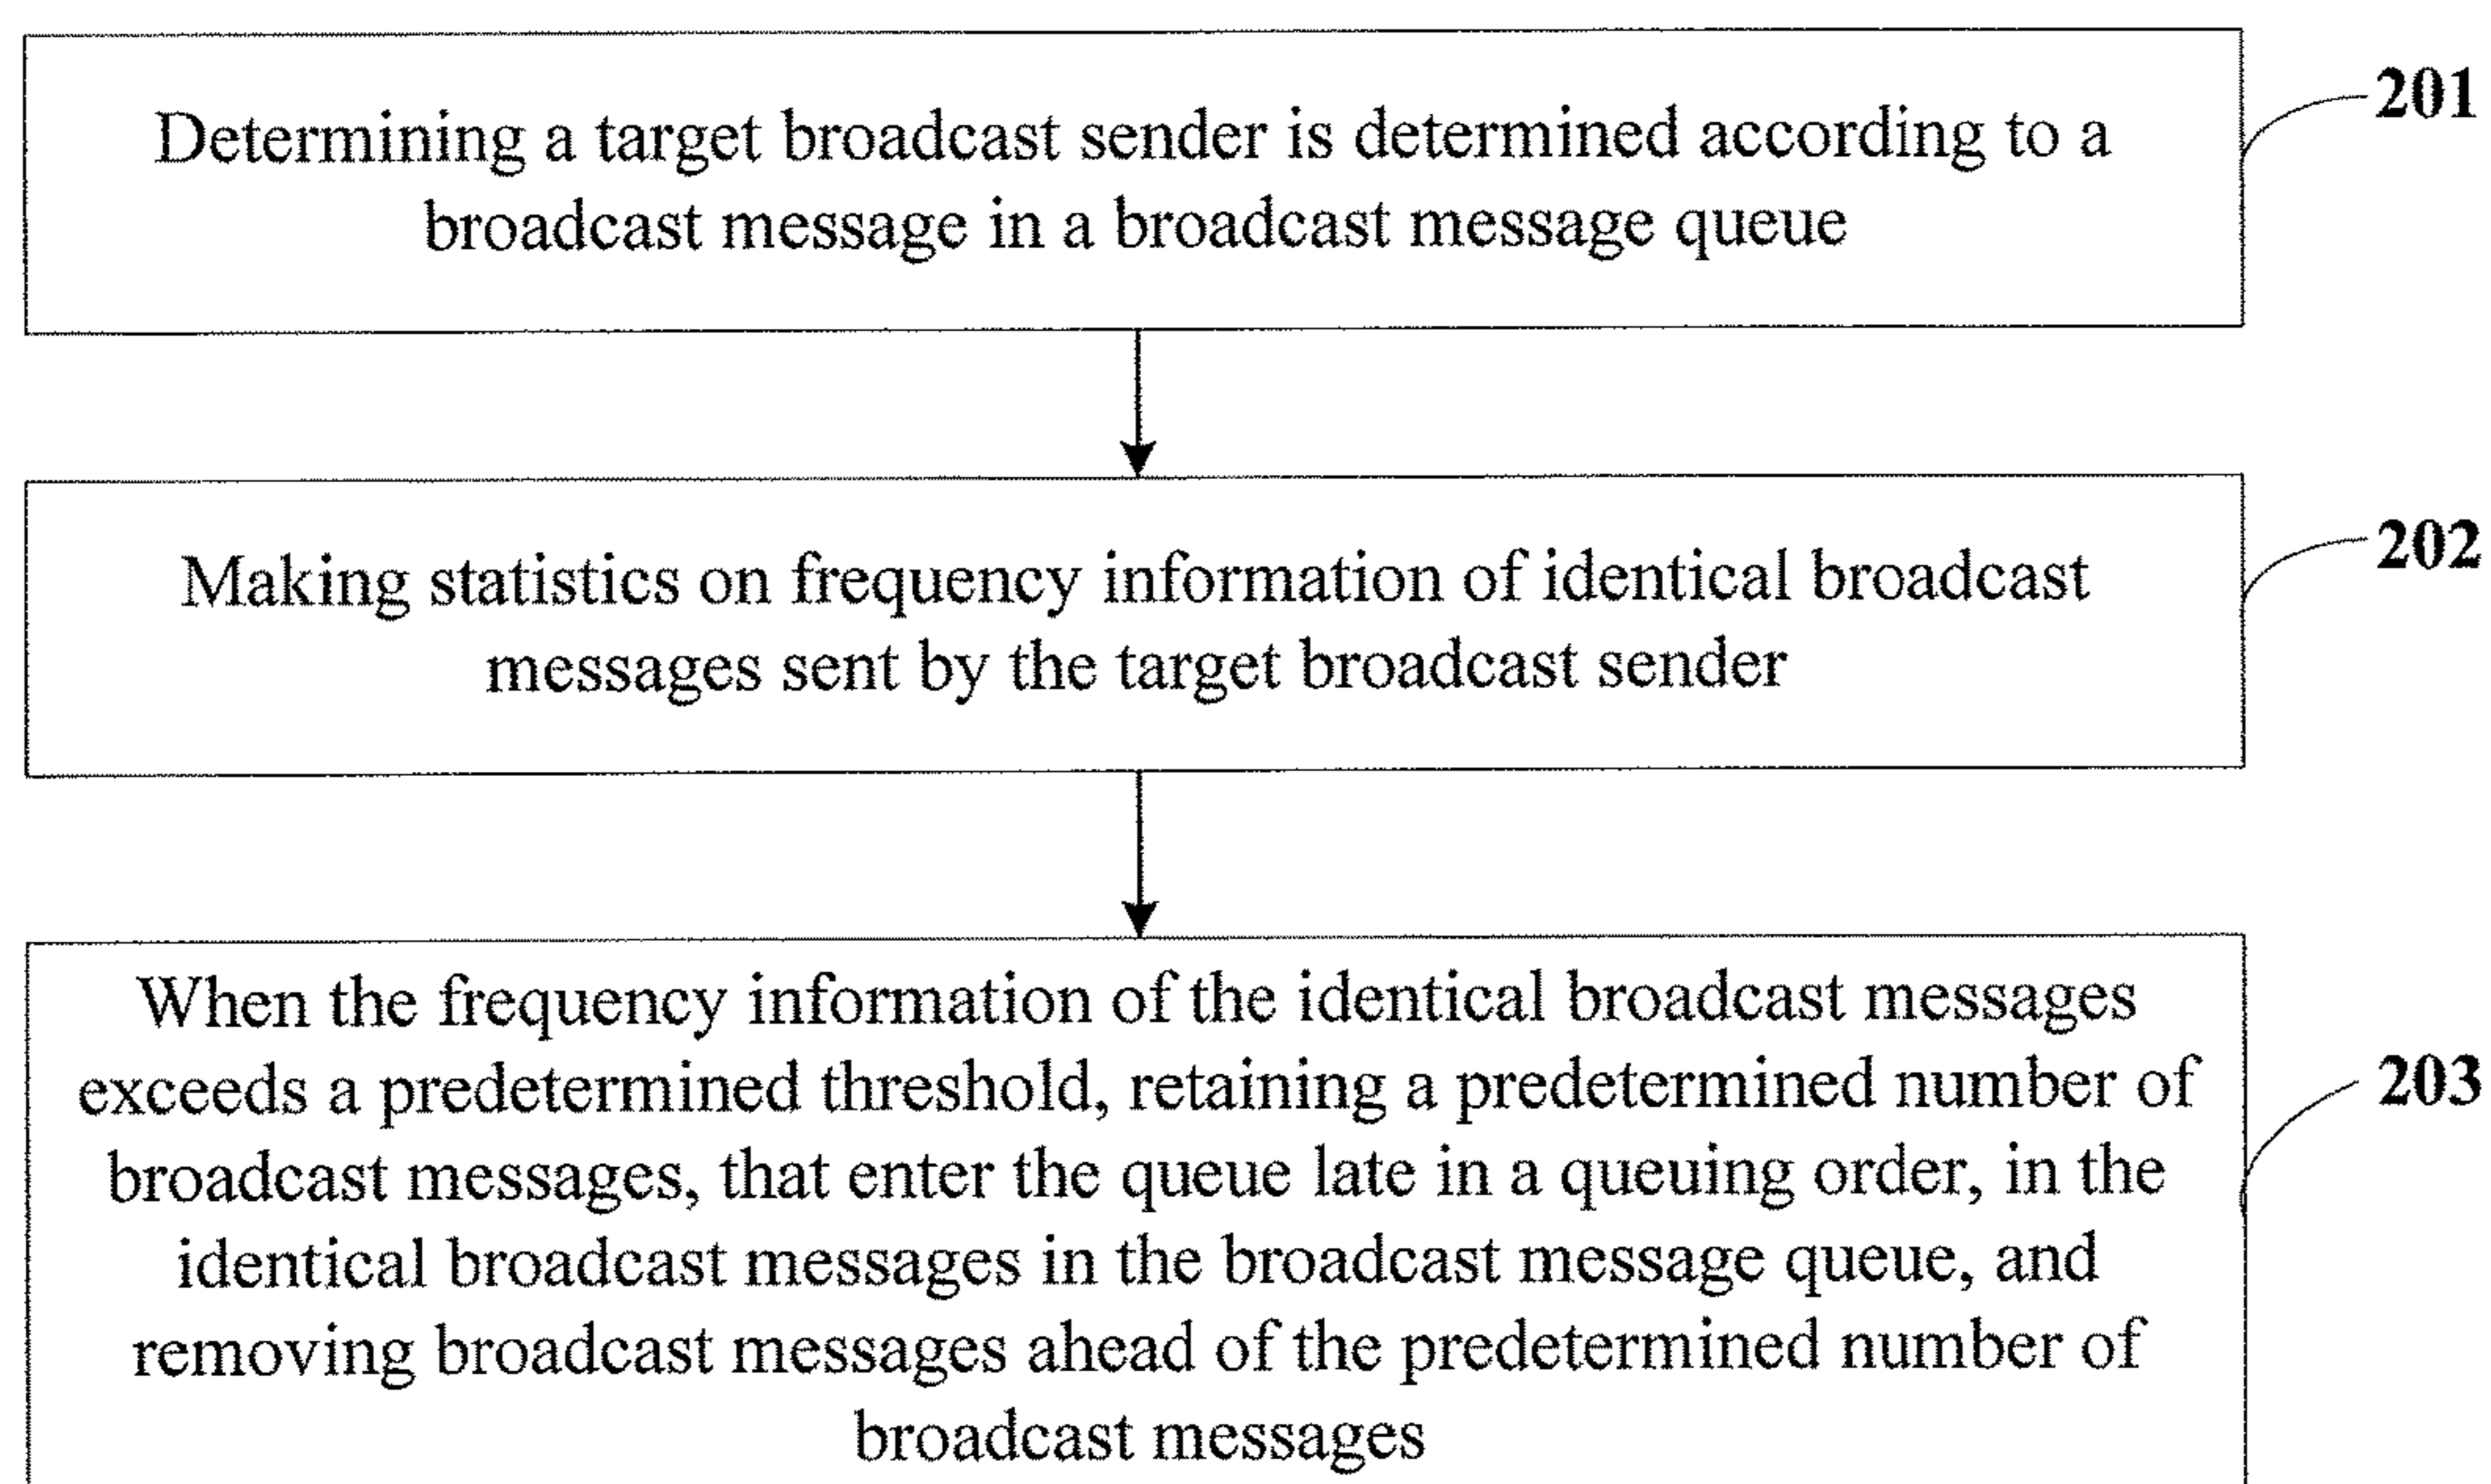 Determining a target broadcast sender is determined according to a
broadcast message in a broadcast message queue
201
Making statistics on frequency information of identical broadcast
messages sent by the target broadcast sender
202
When the frequency information of the identical broadcast messages
exceeds a predetermined threshold, retaining a predetermined number of
broadcast messages, that enter the queue late in a queuing order, in the
identical broadcast messages in the broadcast message queue, and
removing broadcast messages ahead of the predetermined number of
broadcast messages
203